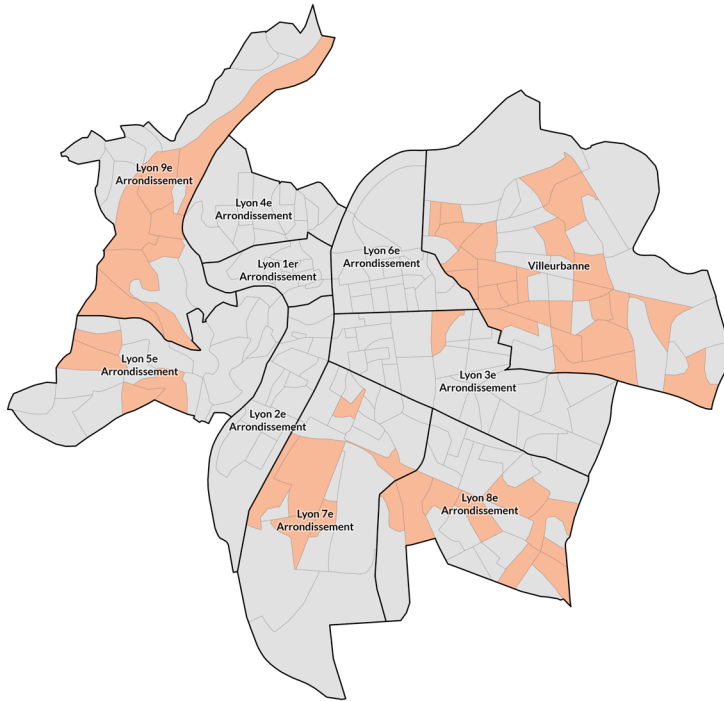 Lyon 9e
Arrondissement
Lyon 4e
Arrondissement
Lyon 1er
Arrondissement
Lyon 6e
Arrondissement
Villeurbanne
Lyon 5e
Arrondissement
Lyon 3e
Arrondissement
Lyon 2e
Arrondissement
Lyon 7e
Arrondissement
Lyon 8e
Arrondissement